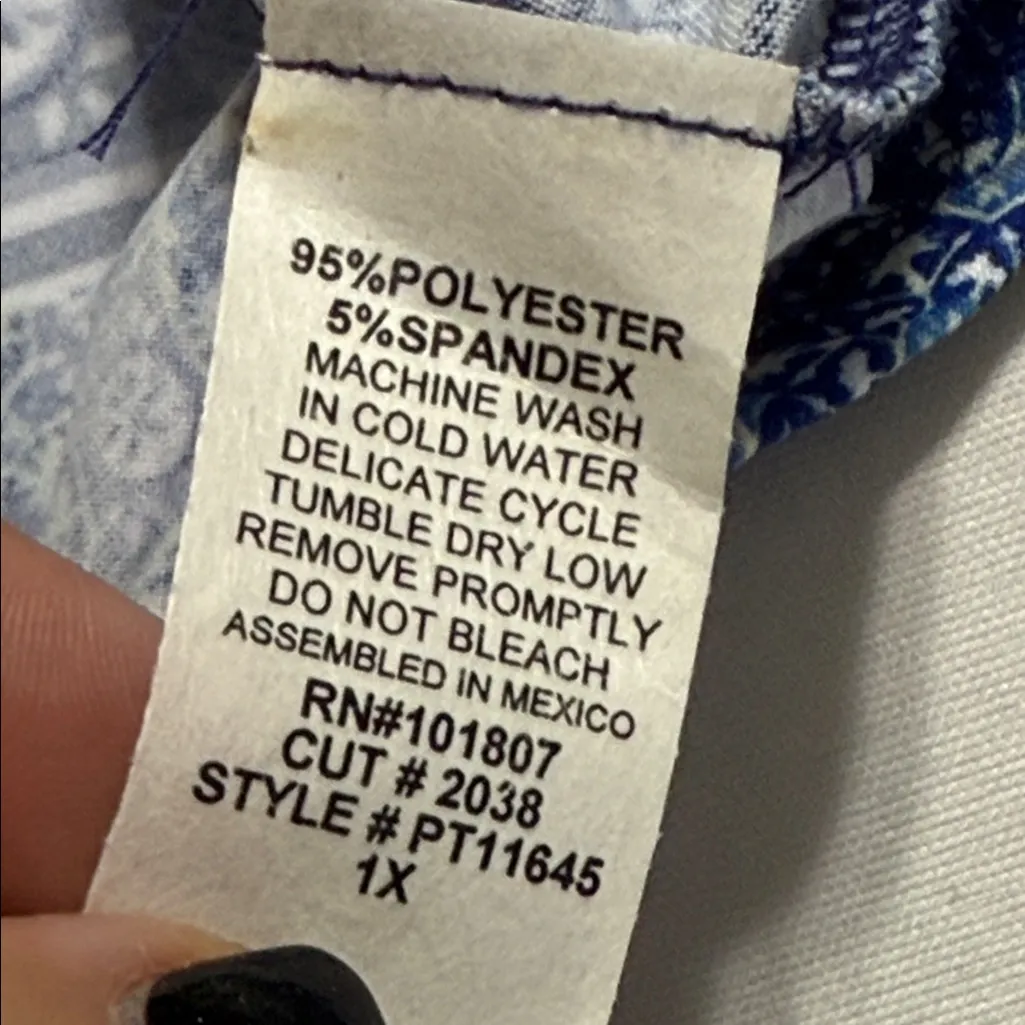 95%POLYESTER
5%SPANDEX
MACHINE WASH
IN COLD WATER
DELICATE CYCLE
TUMBLE DRY LOW
REMOVE PROMPTLY
DO NOT BLEACH
ASSEMBLED IN MEXICO
RN#101807
CUT # 2038
STYLE # PT11645
1X